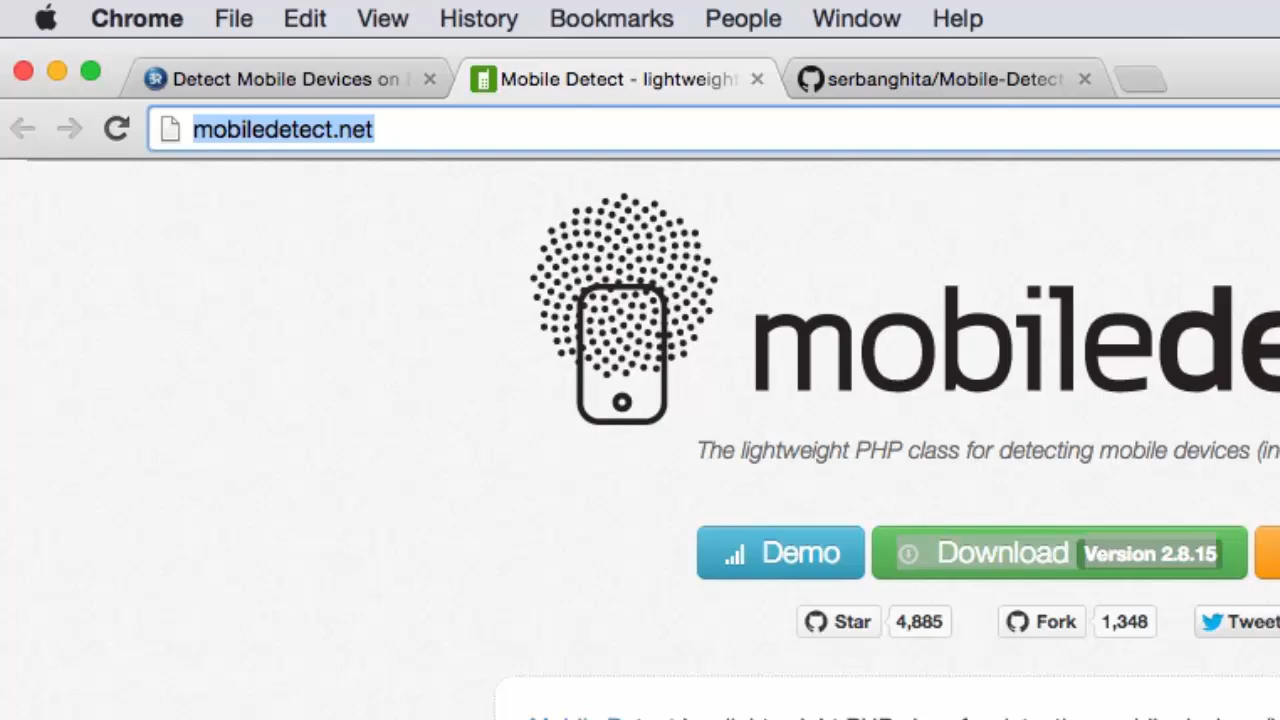 Chrome File Edit View History Bookmarks People Window Help
Detect Mobile Devices on
Mobile Detect - lightweight
serbanghita/Mobile-Detect
mobiledetect.net
mobilede
The lightweight PHP class for detecting mobile devices (in
Demo
Download Version 2.8.15
Star 4,885 Fork 1,348 Tweet